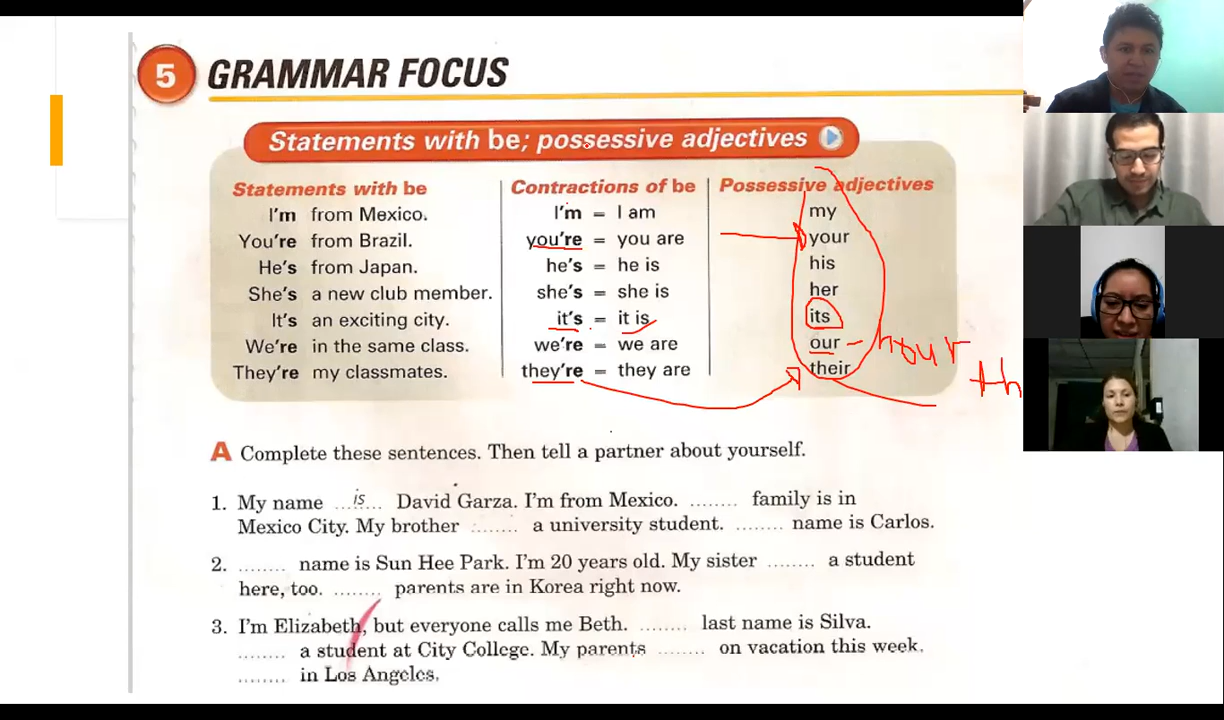 5 GRAMMAR FOCUS
Statements with be; possessive adjectives
Statements with be Contractions of be Possessive adjectives
I'm from Mexico. I'm = I am my
You're from Brazil. you're = you are your
He's from Japan. he's = he is his
She's a new club member. she's = she is her
It's an exciting city. it's = it is its
We're in the same class. we're = we are our – hour
They're my classmates. they're = they are their
th
A Complete these sentences. Then tell a partner about yourself.
1. My name ...is... David Garza. I'm from Mexico. ........ family is in
Mexico City. My brother ........ a university student. ........ name is Carlos.
2. ........ name is Sun Hee Park. I'm 20 years old. My sister ........ a student
here, too. ........ parents are in Korea right now.
3. I'm Elizabeth, but everyone calls me Beth. ........ last name is Silva.
........ a student at City College. My parents ........ on vacation this week.
........ in Los Angeles.